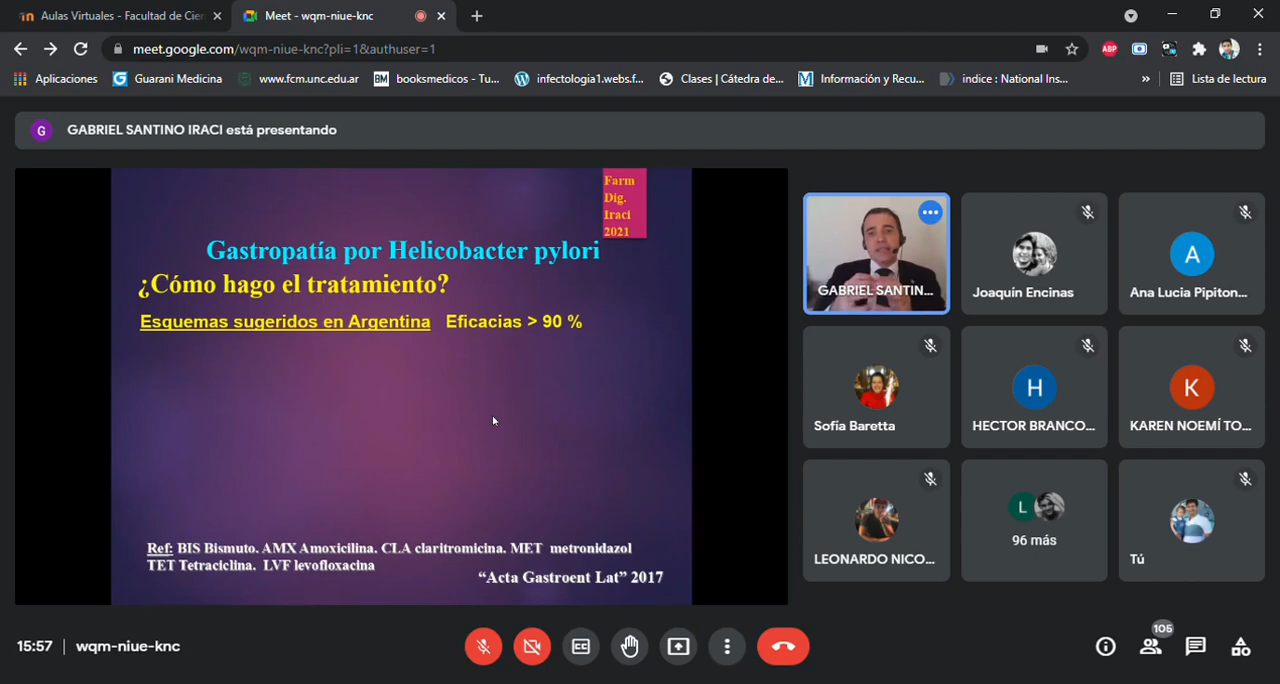 Aulas Virtuales - Facultad de Cien
Meet - wqm-niue-knc
meet.google.com/wqm-niue-knc?pli=1&authuser=1
ABP
Aplicaciones
Guarani Medicina
www.fcm.unc.edu.ar
BM booksmedicos - Tu...
infectologia1.webs.f...
Clases | Cátedra de...
Información y Recu...
indice : National Ins...
»
Lista de lectura
G GABRIEL SANTINO IRACI está presentando
Farm
Dig.
Iraci
2021
Gastropatía por Helicobacter pylori
¿Cómo hago el tratamiento?
Esquemas sugeridos en Argentina Eficacias > 90 %
Ref: BIS Bismuto. AMX Amoxicilina. CLA claritromicina. MET metronidazol
TET Tetraciclina. LVF levofloxacina
“Acta Gastroent Lat” 2017
GABRIEL SANTIN...
Joaquín Encinas
A
Ana Lucia Pipiton...
Sofía Baretta
H
HECTOR BRANCO...
K
KAREN NOEMÍ TO...
LEONARDO NICO...
L
96 más
Tú
15:57 | wqm-niue-knc
CC
105